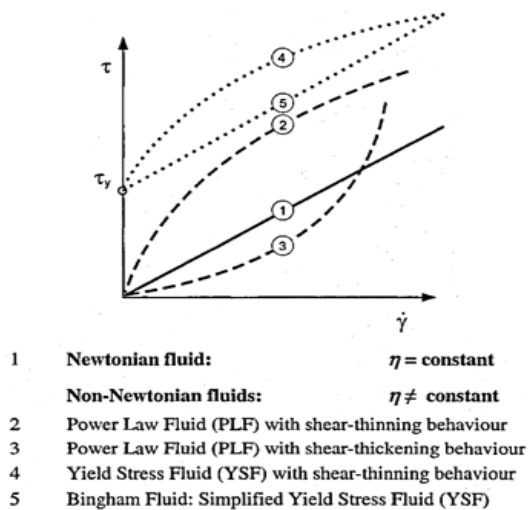 τ
4
5
2
τy
1
3
γ̇
1 Newtonian fluid: η = constant
Non-Newtonian fluids: η ≠ constant
2 Power Law Fluid (PLF) with shear-thinning behaviour
3 Power Law Fluid (PLF) with shear-thickening behaviour
4 Yield Stress Fluid (YSF) with shear-thinning behaviour
5 Bingham Fluid: Simplified Yield Stress Fluid (YSF)